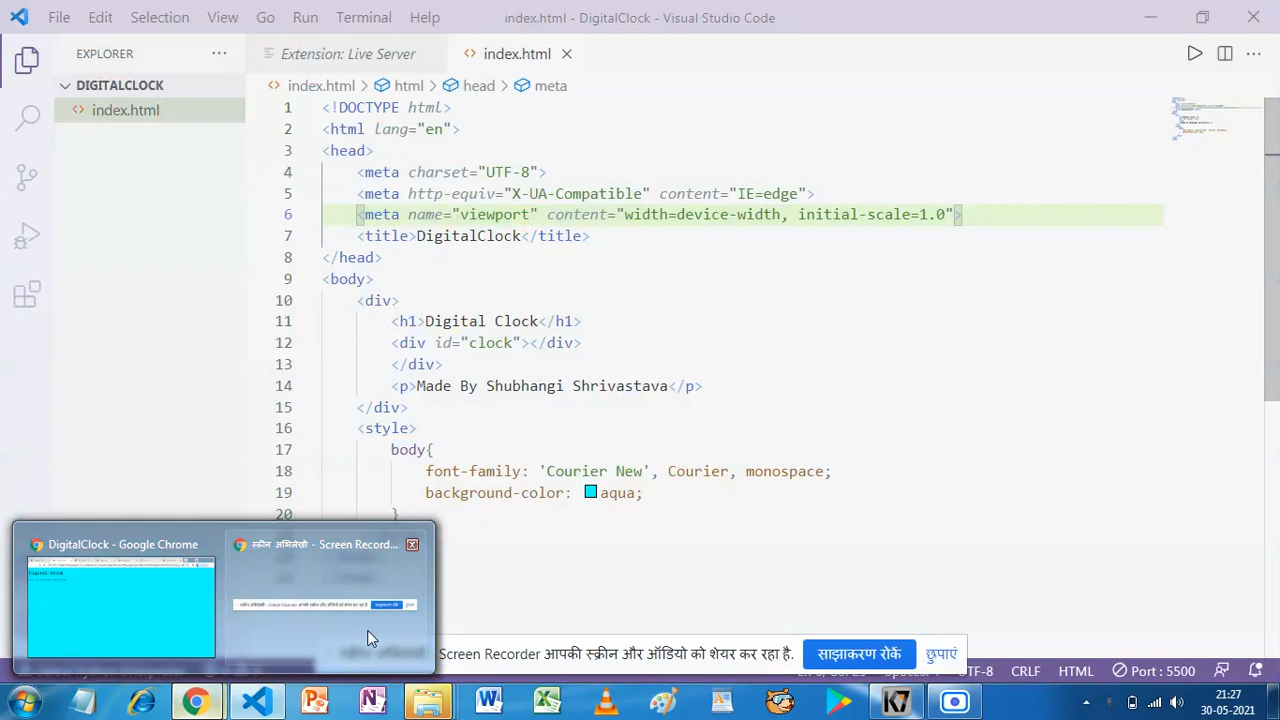 File Edit Selection View Go Run Terminal Help index.html - DigitalClock - Visual Studio Code
EXPLORER
Extension: Live Server
index.html
DIGITALCLOCK
index.html
index.html > html > head > meta
1 <!DOCTYPE html>
2 <html lang="en">
3 <head>
4 <meta charset="UTF-8">
5 <meta http-equiv="X-UA-Compatible" content="IE=edge">
6 <meta name="viewport" content="width=device-width, initial-scale=1.0">
7 <title>DigitalClock</title>
8 </head>
9 <body>
10 <div>
11 <h1>Digital Clock</h1>
12 <div id="clock"></div>
13 </div>
14 <p>Made By Shubhangi Shrivastava</p>
15 </div>
16 <style>
17 body{
18 font-family: 'Courier New', Courier, monospace;
19 background-color: aqua;
20 }
DigitalClock - Google Chrome
स्क्रीन अभिलेखी - Screen Record...
Digital Clock
Screen Recorder आपकी स्क्रीन और ऑडियो को शेयर कर रहा है.
साझाकरण रोकें
छुपाएं
UTF-8 CRLF HTML Port : 5500
21:27
30-05-2021